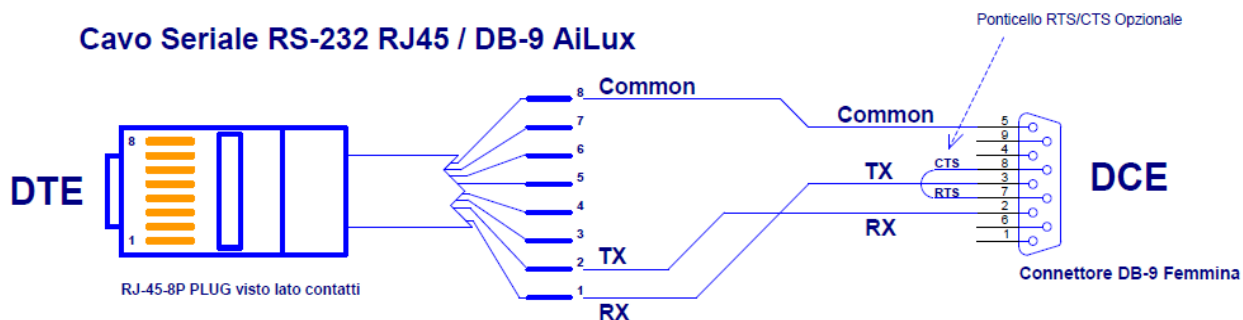 Ponticello RTS/CTS Opzionale
Cavo Seriale RS-232 RJ45 / DB-9 AiLux
8
Common
7
Common
5
9
6
4
8
DTE
5
TX
CTS
8
3
DCE
4
RTS
7
2
3
RX
6
1
TX
2
1
1
RX
Connettore DB-9 Femmina
RJ-45-8P PLUG visto lato contatti